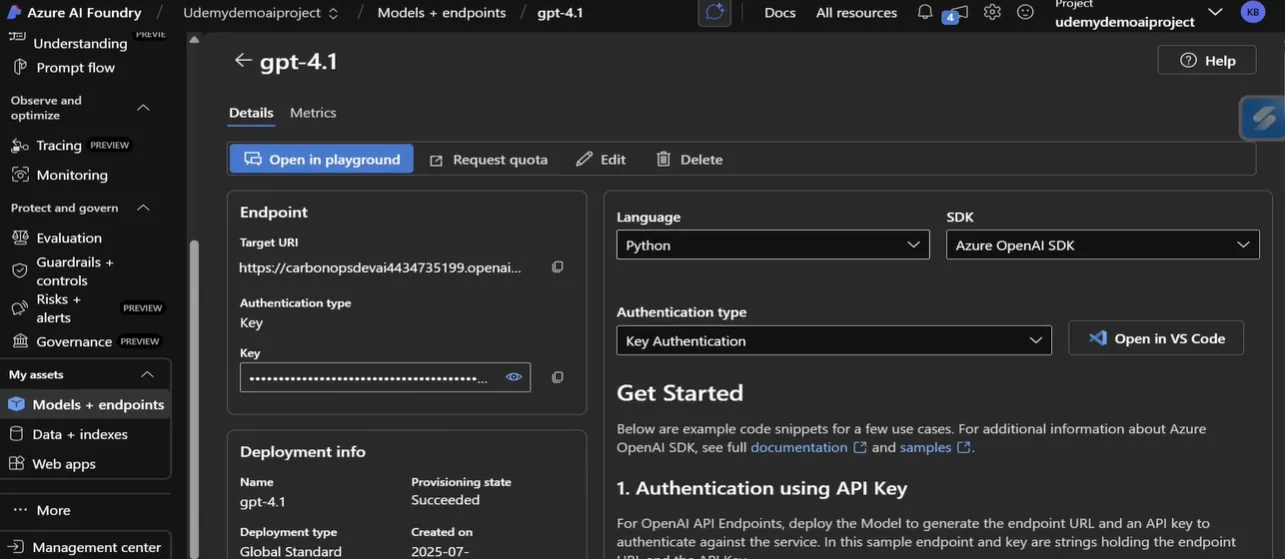 Azure AI Foundry / Udemydemoaiproject / Models + endpoints / gpt-4.1
Docs
All resources
4
Project
udemydemoaiproject
KB
Understanding
PREVIE
Prompt flow
Observe and
optimize
Tracing PREVIEW
Monitoring
Protect and govern
Evaluation
Guardrails +
controls
Risks +
alerts
PREVIEW
Governance PREVIEW
My assets
Models + endpoints
Data + indexes
Web apps
... More
Management center
gpt-4.1
Help
Details Metrics
Open in playground Request quota Edit Delete
Endpoint
Target URI
https://carbonopsdevai4434735199.openai...
Authentication type
Key
Key
••••••••••••••••••••••••••••••••••••••••...
Deployment info
Name
gpt-4.1
Provisioning state
Succeeded
Deployment type
Global Standard
Created on
2025-07-
Language
Python
SDK
Azure OpenAI SDK
Authentication type
Key Authentication
Open in VS Code
Get Started
Below are example code snippets for a few use cases. For additional information about Azure
OpenAI SDK, see full documentation and samples .
1. Authentication using API Key
For OpenAI API Endpoints, deploy the Model to generate the endpoint URL and an API key to
authenticate against the service. In this sample endpoint and key are strings holding the endpoint
URL and the API Key.